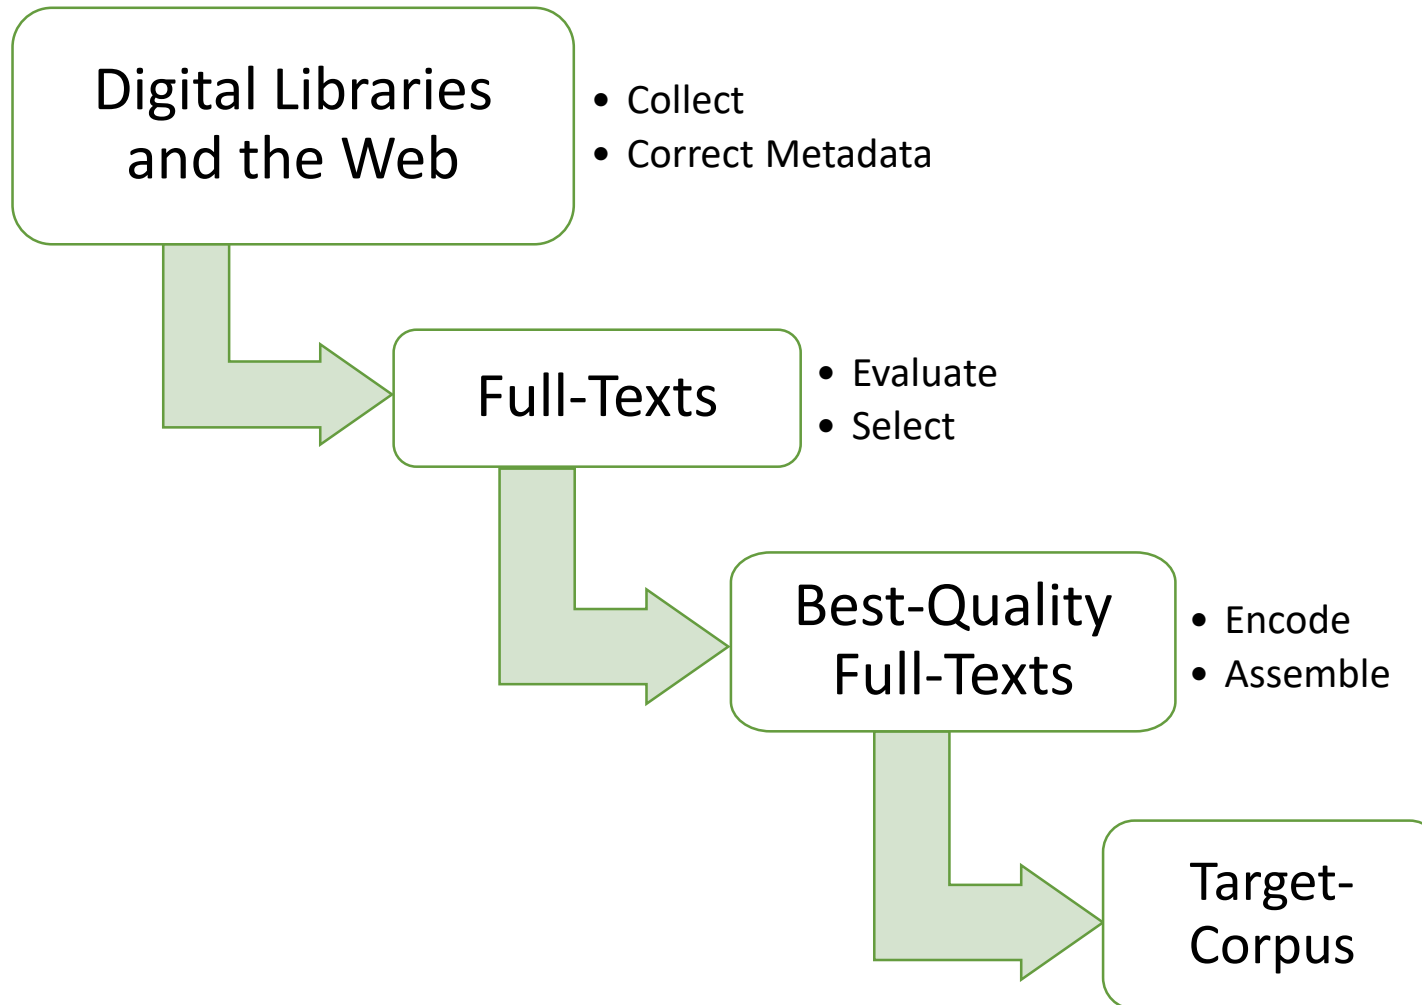 Digital Libraries
and the Web
• Collect
• Correct Metadata
Full-Texts
• Evaluate
• Select
Best-Quality
Full-Texts
• Encode
• Assemble
Target-
Corpus